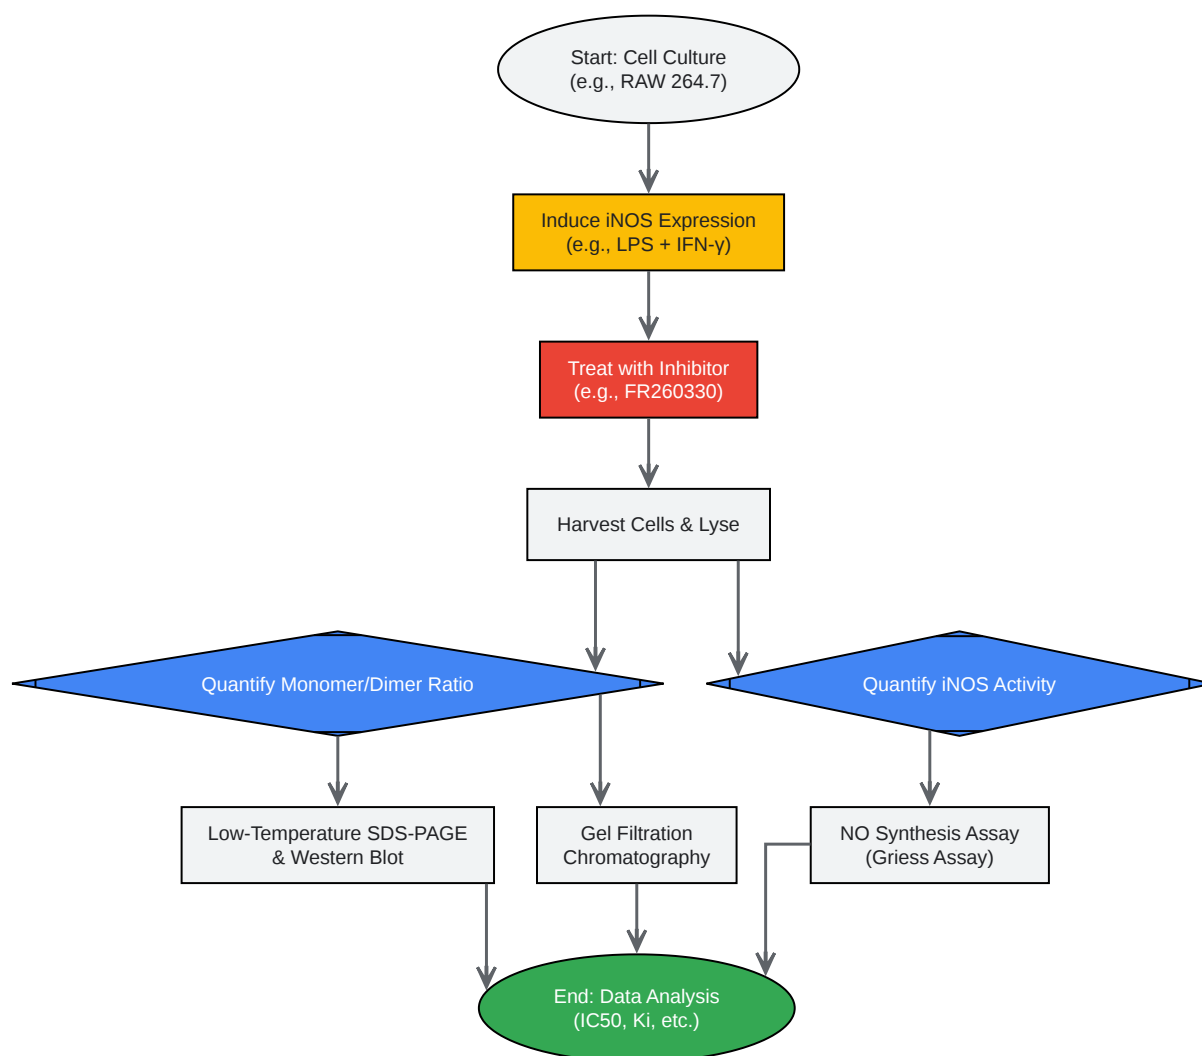 Start: Cell Culture
(e.g., RAW 264.7)
Induce iNOS Expression
(e.g., LPS + IFN-γ)
Treat with Inhibitor
(e.g., FR260330)
Harvest Cells & Lyse
Quantify Monomer/Dimer Ratio
Quantify iNOS Activity
Low-Temperature SDS-PAGE
& Western Blot
Gel Filtration
Chromatography
NO Synthesis Assay
(Griess Assay)
End: Data Analysis
(IC50, Ki, etc.)